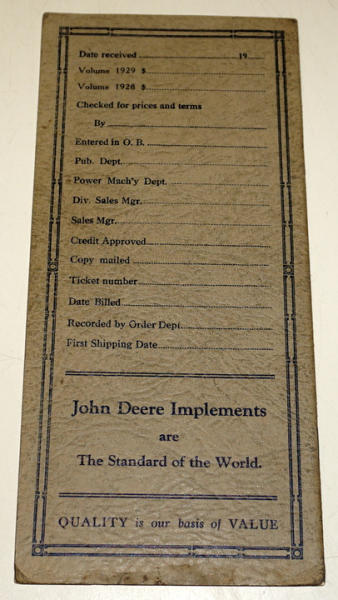 Date received 19
Volume 1929 $
Volume 1928 $
Checked for prices and terms
By
Entered in O. B.
Pub. Dept.
Power Mach'y Dept.
Div. Sales Mgr.
Sales Mgr.
Credit Approved
Copy mailed
Ticket number
Date Billed
Recorded by Order Dept.
First Shipping Date
John Deere Implements
are
The Standard of the World.
QUALITY is our basis of VALUE